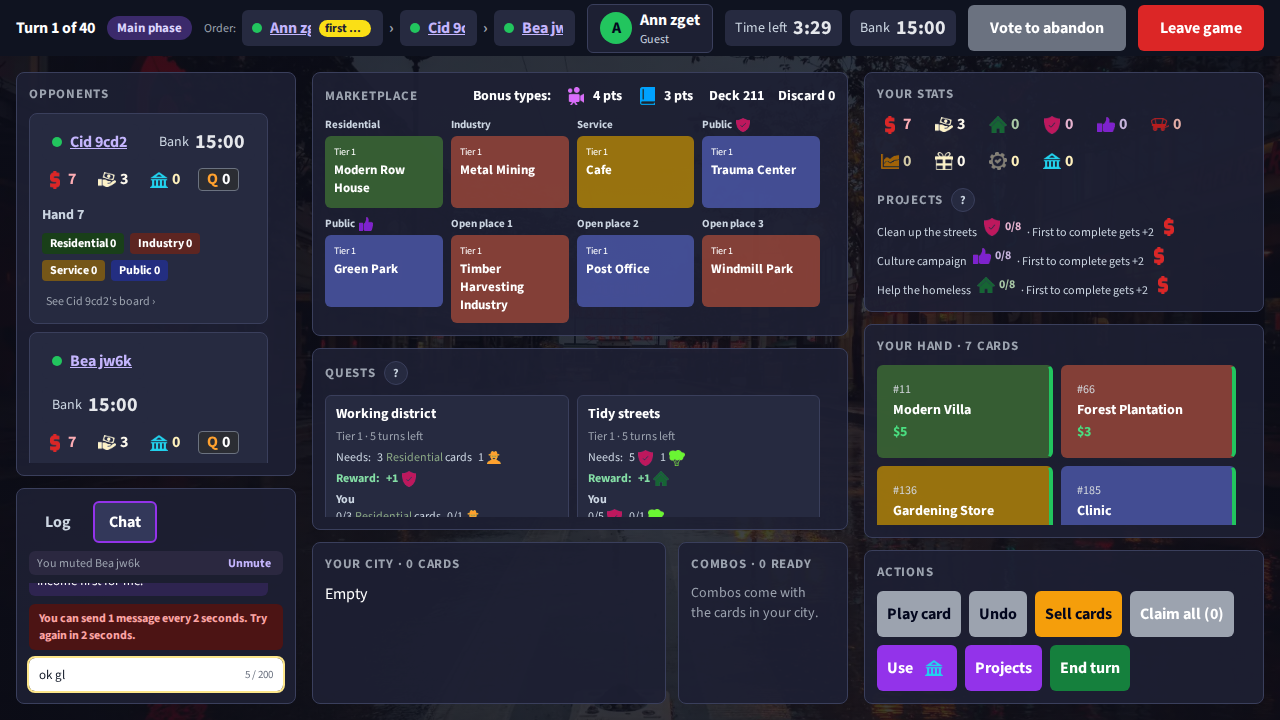 Turn 1 of 40
Main phase
Order:
first ...
›
Cid 9c
›
Bea jw
A
Ann zget
Guest
Time left 3:29
Bank 15:00
Vote to abandon
Leave game
OPPONENTS
Cid 9cd2
Bank 15:00
7
3
0
Q 0
Hand 7
Residential 0
Industry 0
Service 0
Public 0
See Cid 9cd2's board ›
Bea jw6k
Bank 15:00
7
3
0
Q 0
Log
Chat
You muted Bea jw6k
Unmute
You can send 1 message every 2 seconds. Try
again in 2 seconds.
ok gl
5 / 200
MARKETPLACE
Bonus types:
4 pts
3 pts
Deck 211
Discard 0
Residential
Industry
Service
Public
Tier 1
Modern Row
House
Tier 1
Metal Mining
Tier 1
Cafe
Tier 1
Trauma Center
Public
Open place 1
Open place 2
Open place 3
Tier 1
Green Park
Tier 1
Timber
Harvesting
Industry
Tier 1
Post Office
Tier 1
Windmill Park
QUESTS
?
Working district
Tier 1 · 5 turns left
Needs: 3 Residential cards 1
Reward: +1
You
0/3 Residential cards 0/1
Tidy streets
Tier 1 · 5 turns left
Needs: 5 1
Reward: +1
You
0/5 0/1
YOUR CITY · 0 CARDS
Empty
COMBOS · 0 READY
Combos come with
the cards in your city.
YOUR STATS
7
3
0
0
0
0
0
0
0
0
PROJECTS
?
Clean up the streets 0/8 · First to complete gets +2
Culture campaign 0/8 · First to complete gets +2
Help the homeless 0/8 · First to complete gets +2
YOUR HAND · 7 CARDS
#11
Modern Villa
$5
#66
Forest Plantation
$3
#136
Gardening Store
#185
Clinic
ACTIONS
Play card
Undo
Sell cards
Claim all (0)
Use
Projects
End turn